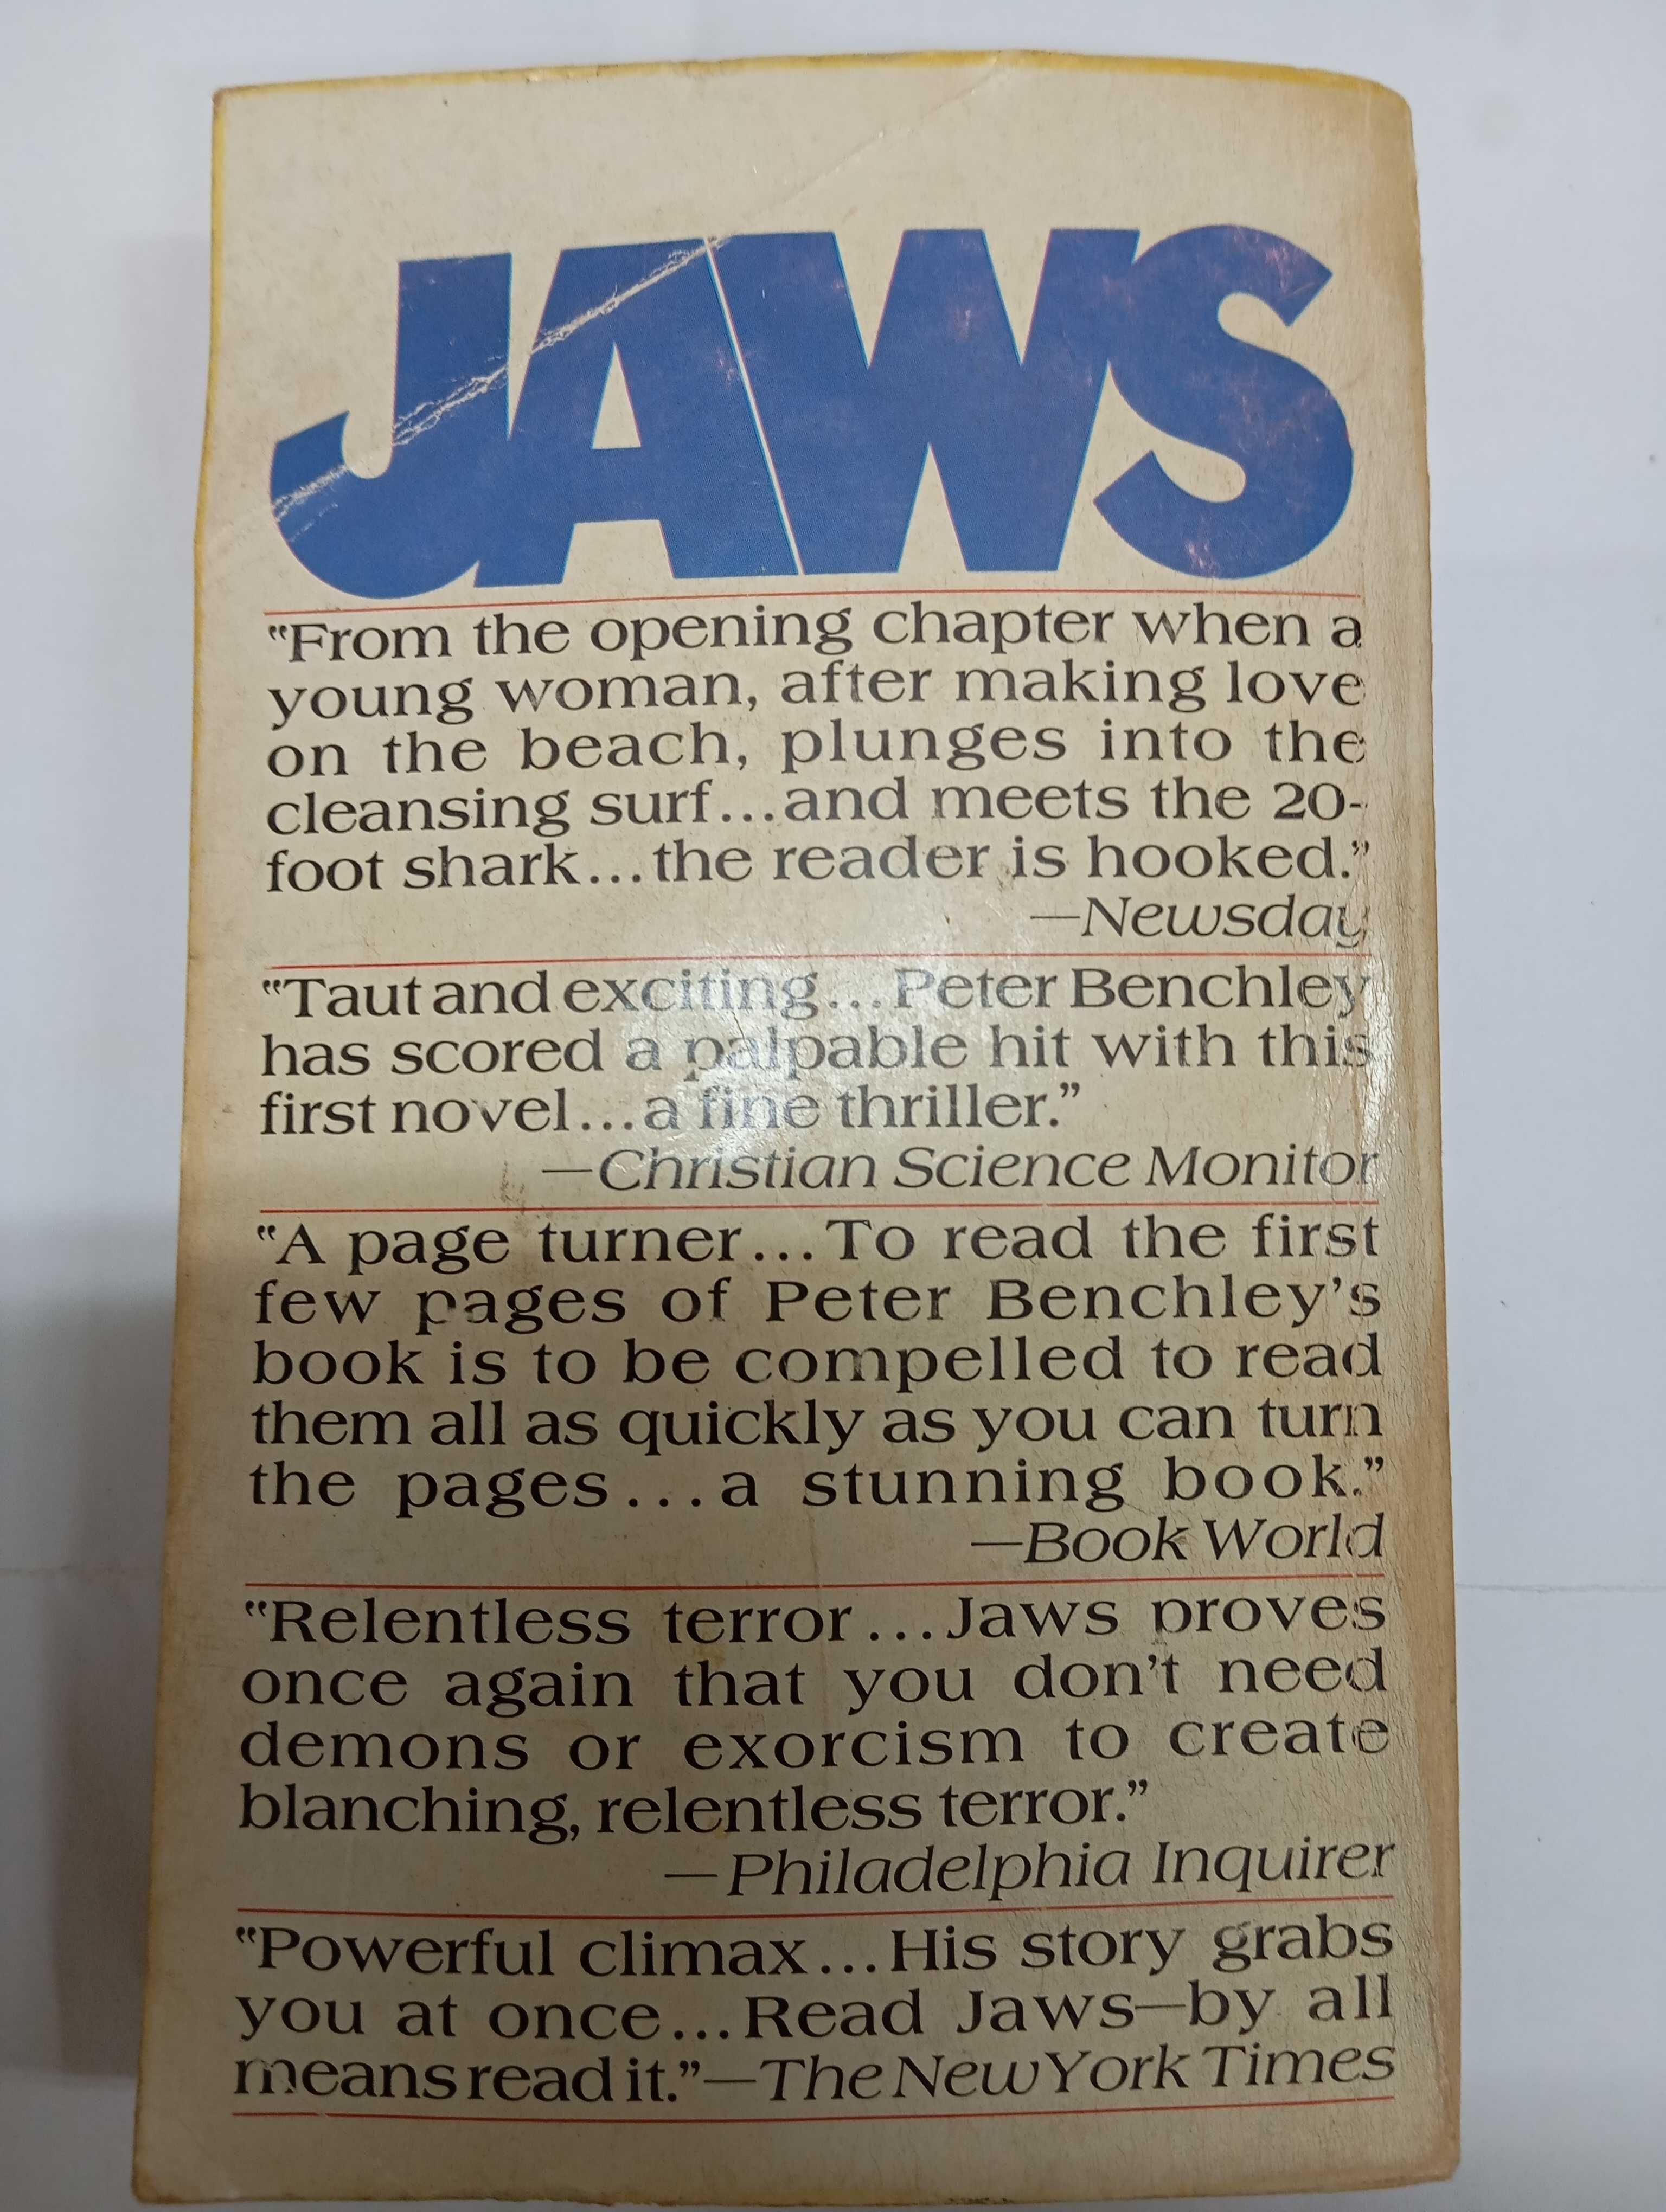 JAWS
"From the opening chapter when a
young woman, after making love
on the beach, plunges into the
cleansing surf...and meets the 20-
foot shark...the reader is hooked."
—Newsday
"Taut and exciting...Peter Benchley
has scored a palpable hit with this
first novel...a fine thriller."
—Christian Science Monitor
"A page turner...To read the first
few pages of Peter Benchley's
book is to be compelled to read
them all as quickly as you can turn
the pages...a stunning book."
—Book World
"Relentless terror...Jaws proves
once again that you don't need
demons or exorcism to create
blanching, relentless terror."
—Philadelphia Inquirer
"Powerful climax...His story grabs
you at once...Read Jaws—by all
means read it."—The New York Times